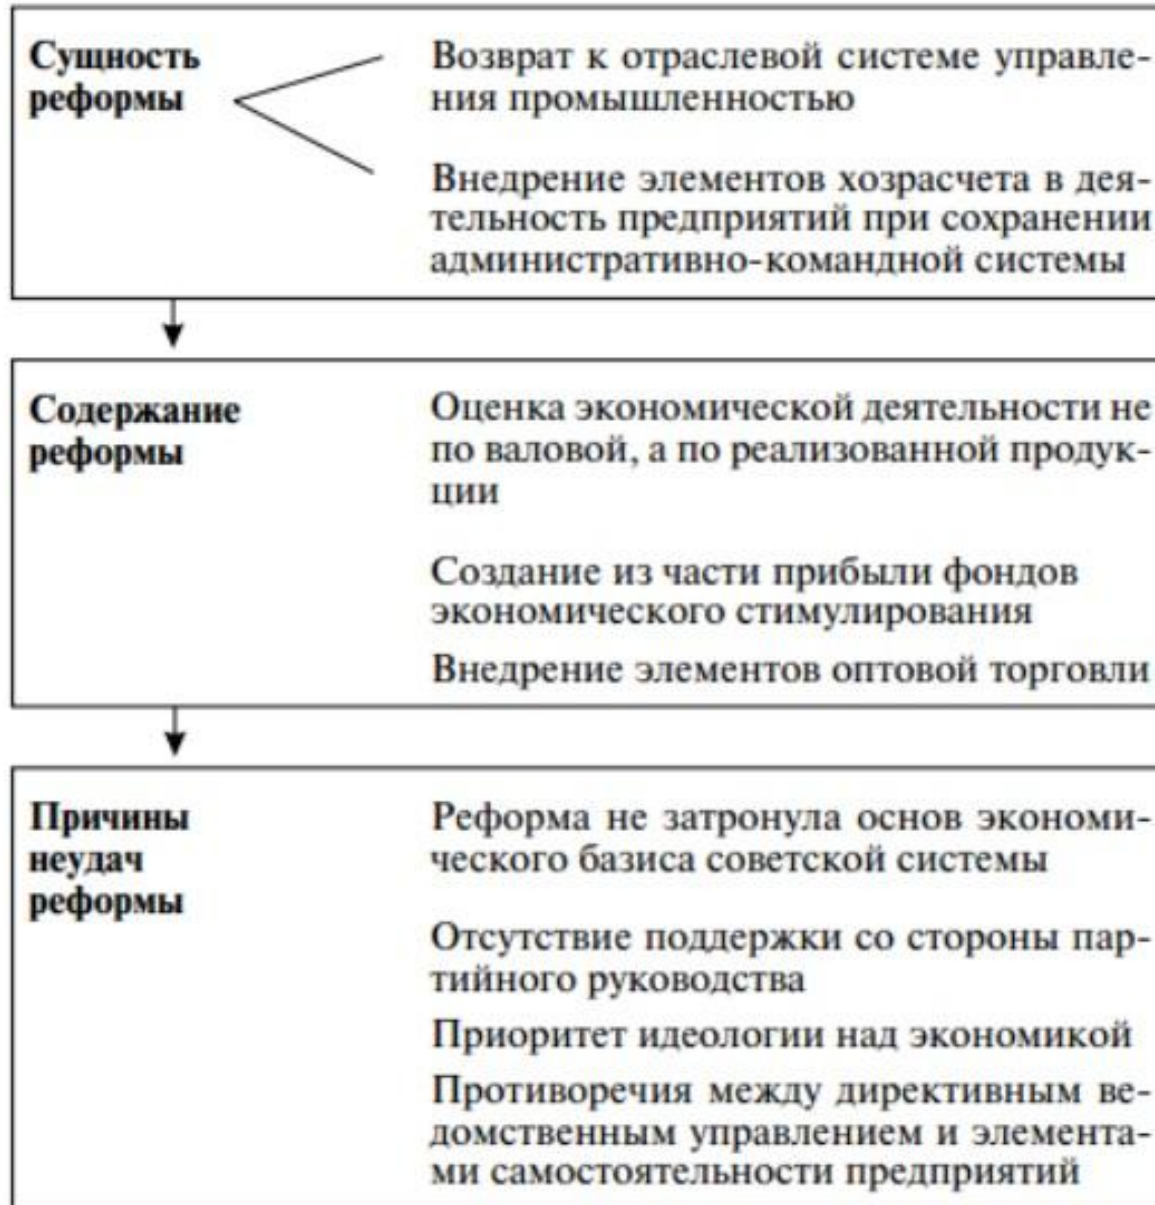 Сущность
реформы
Возврат к отраслевой системе управле-
ния промышленностью
Внедрение элементов хозрасчета в дея-
тельность предприятий при сохранении
административно-командной системы
Содержание
реформы
Оценка экономической деятельности не
по валовой, а по реализованной продук-
ции
Создание из части прибыли фондов
экономического стимулирования
Внедрение элементов оптовой торговли
Причины
неудач
реформы
Реформа не затронула основ экономи-
ческого базиса советской системы
Отсутствие поддержки со стороны пар-
тийного руководства
Приоритет идеологии над экономикой
Противоречия между директивным ве-
домственным управлением и элемента-
ми самостоятельности предприятий